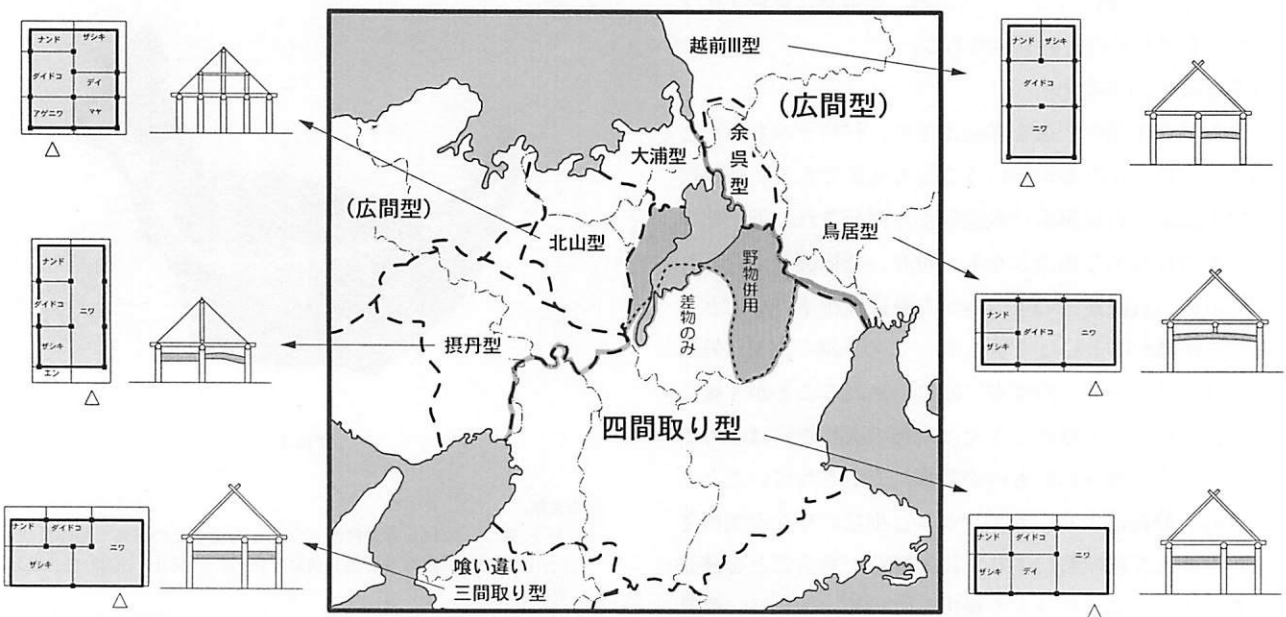 ナンド
ザシキ
ダイドコ
デイ
アゲニワ
マヤ
△
ナンド
ダイドコ
ニワ
ザシキ
エン
△
ナンド
ダイドコ
ニワ
ザシキ
△
越前III型
(広間型)
余呉型
大浦型
(広間型)
北山型
鳥居型
野物併用
差物のみ
摂丹型
四間取り型
喰い違い
三間取り型
ナンド
ザシキ
ダイドコ
ニワ
△
ナンド
ダイドコ
ニワ
ザシキ
△
ナンド
ダイドコ
ニワ
ザシキ
デイ
△